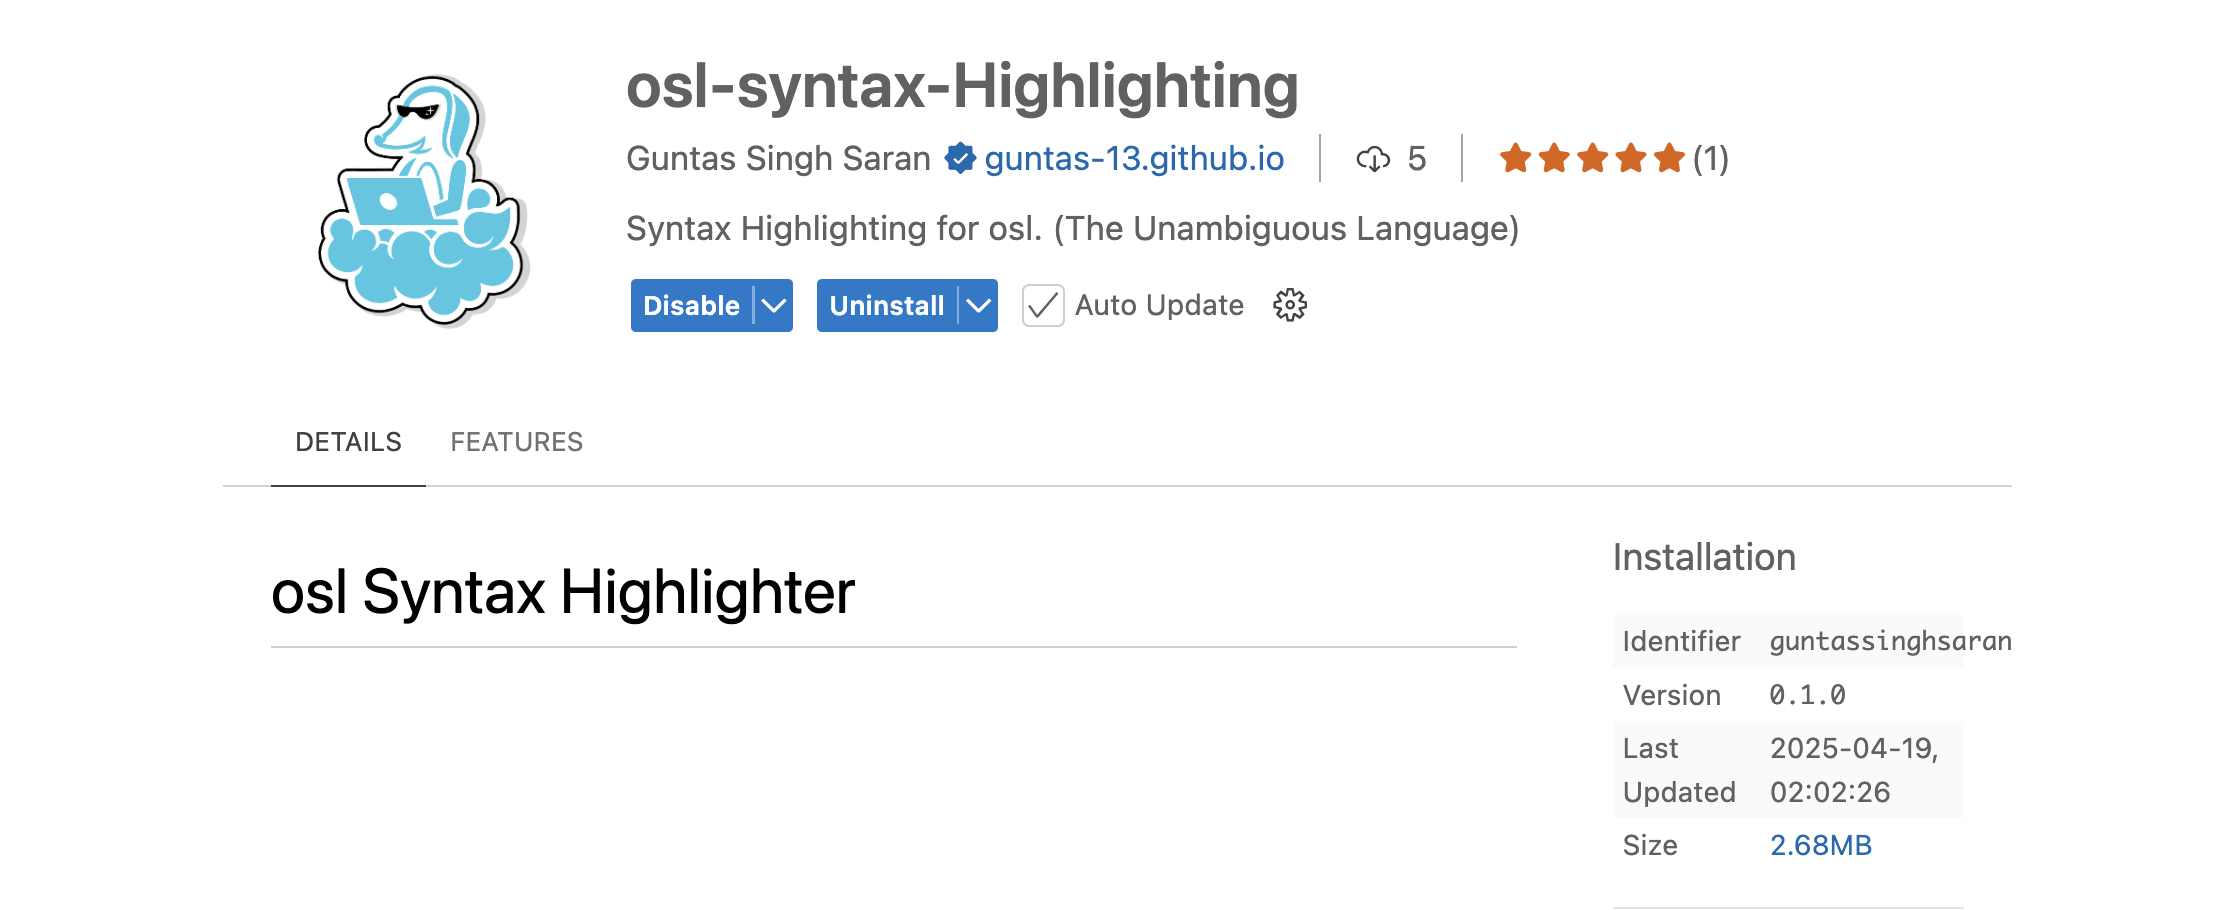 osl-syntax-Highlighting
Guntas Singh Saran guntas-13.github.io 5 (1)
Syntax Highlighting for osl. (The Unambiguous Language)
Disable Uninstall Auto Update
DETAILS FEATURES
osl Syntax Highlighter
Installation
Identifier guntassinghsaran
Version 0.1.0
Last 2025-04-19,
Updated 02:02:26
Size 2.68MB